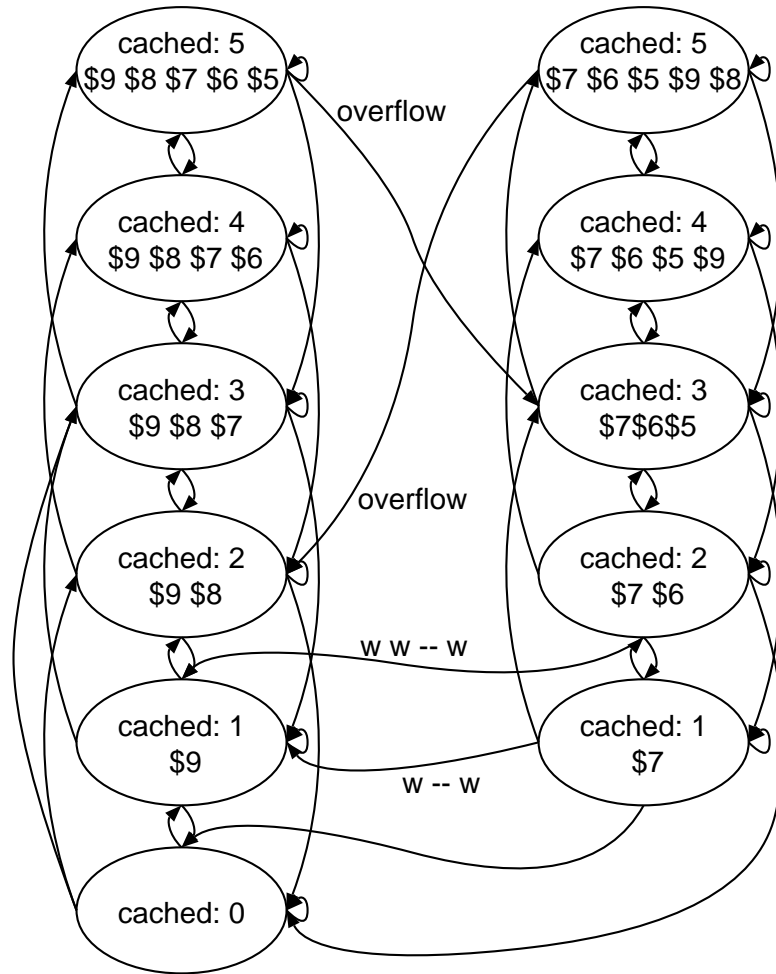 cached: 5
$9 $8 $7 $6 $5
cached: 5
$7 $6 $5 $9 $8
overflow
cached: 4
$9 $8 $7 $6
cached: 4
$7 $6 $5 $9
cached: 3
$9 $8 $7
cached: 3
$7$6$5
overflow
cached: 2
$9 $8
cached: 2
$7 $6
w w -- w
cached: 1
$9
cached: 1
$7
w -- w
cached: 0